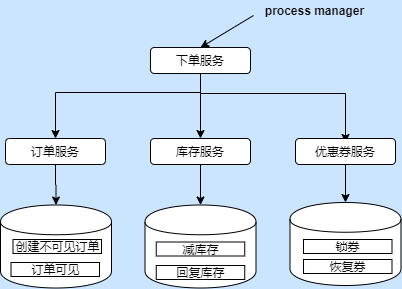 process manager
下单服务
订单服务
库存服务
优惠券服务
创建不可见订单
订单可见
减库存
回复库存
锁券
恢复券